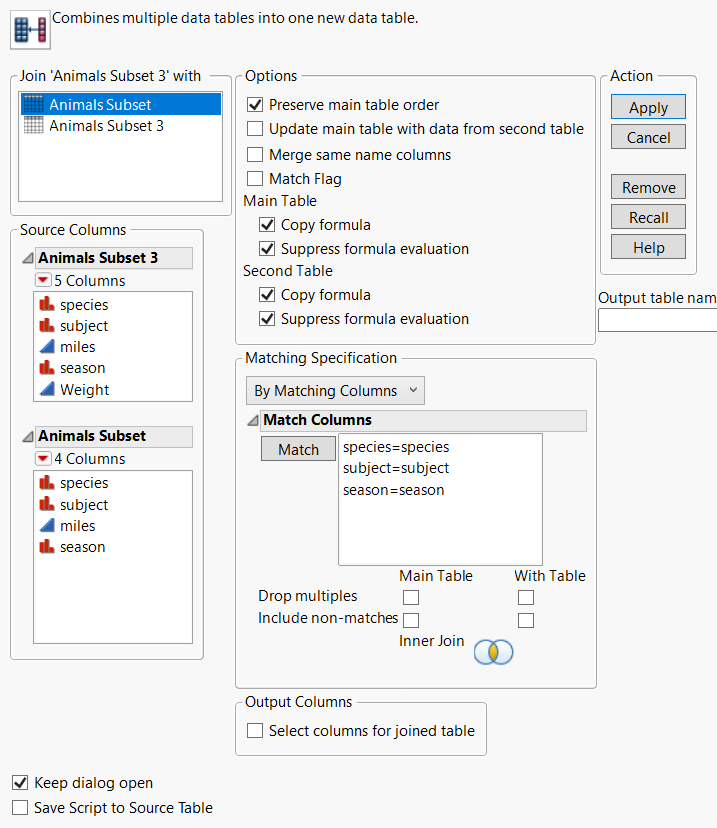 Combines multiple data tables into one new data table.
Join 'Animals Subset 3' with
Animals Subset
Animals Subset 3
Source Columns
Animals Subset 3
5 Columns
species
subject
miles
season
Weight
Animals Subset
4 Columns
species
subject
miles
season
Options
Preserve main table order
Update main table with data from second table
Merge same name columns
Match Flag
Main Table
Copy formula
Suppress formula evaluation
Second Table
Copy formula
Suppress formula evaluation
Matching Specification
By Matching Columns
Match Columns
Match
species=species
subject=subject
season=season
Main Table With Table
Drop multiples
Include non-matches
Inner Join
Output Columns
Select columns for joined table
Action
Apply
Cancel
Remove
Recall
Help
Output table nam
Keep dialog open
Save Script to Source Table